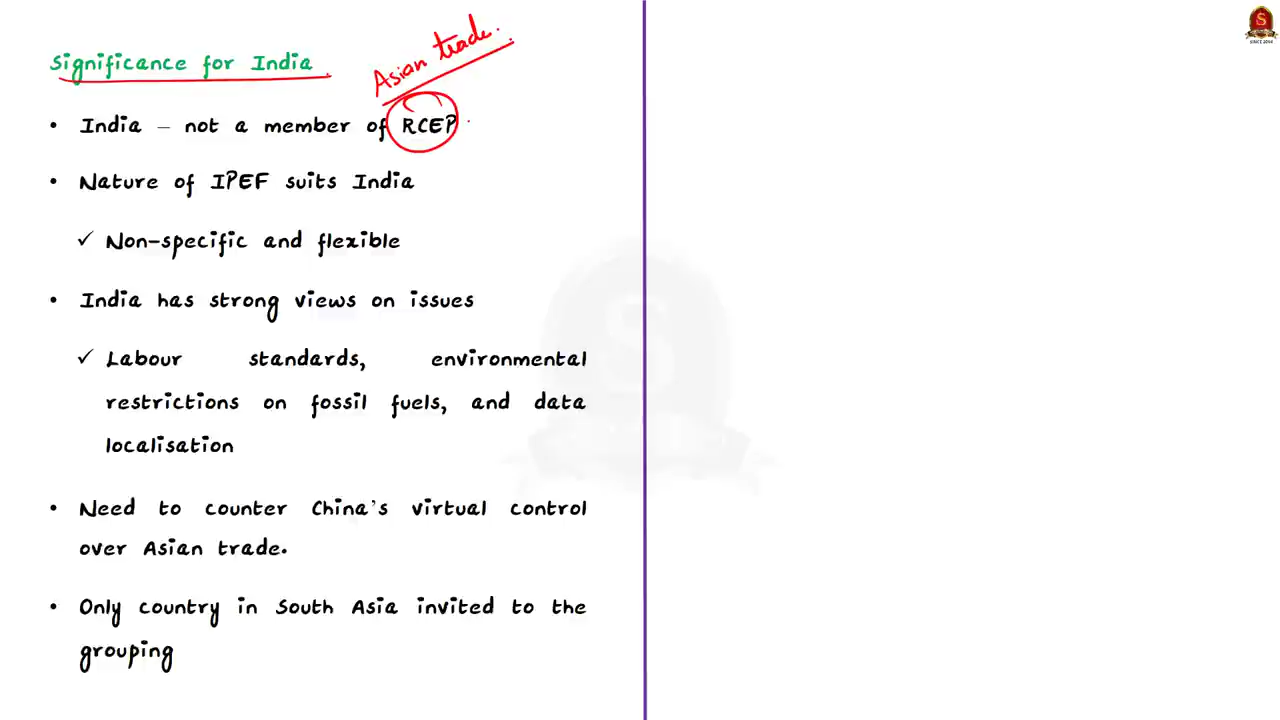 Significance for India
Asian trade.
• India – not a member of RCEP
• Nature of IPEF suits India
✓ Non-specific and flexible
• India has strong views on issues
✓ Labour standards, environmental
restrictions on fossil fuels, and data
localisation
• Need to counter China's virtual control
over Asian trade.
• Only country in South Asia invited to the
grouping
S
SINCE 2004
S